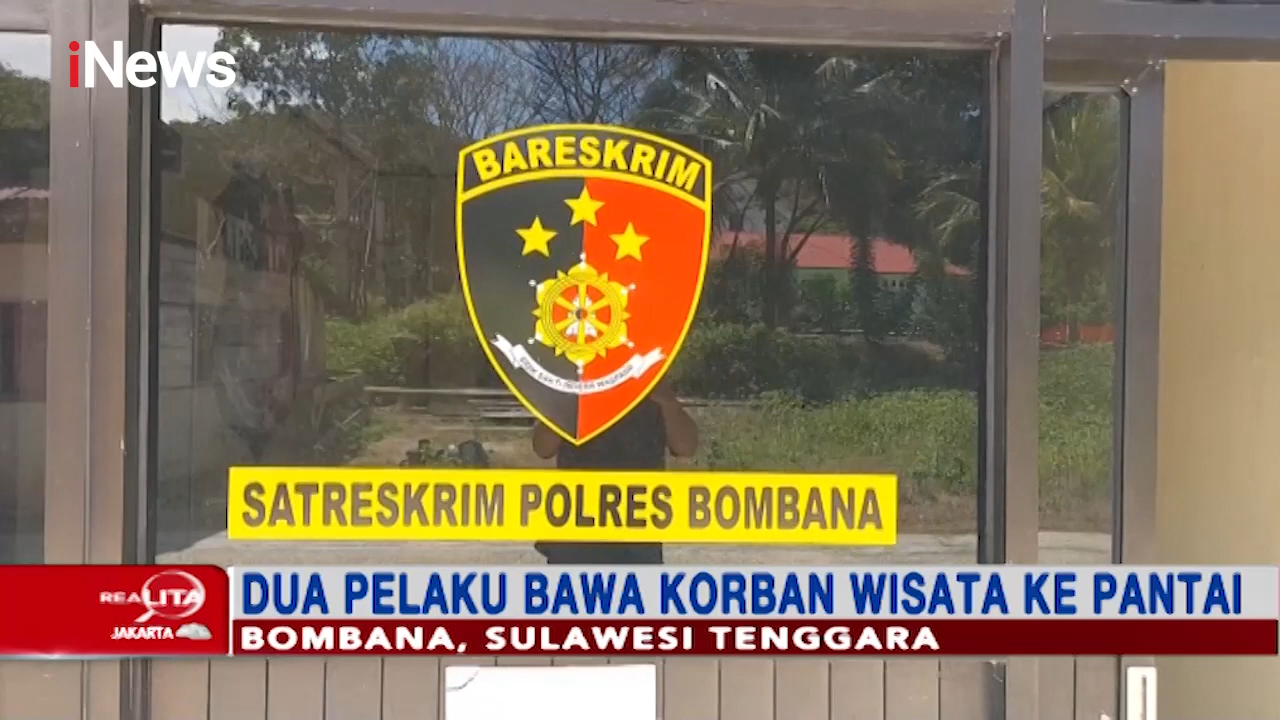 iNews
BARESKRIM
SATRESKRIM POLRES BOMBANA
REALITA
JAKARTA
DUA PELAKU BAWA KORBAN WISATA KE PANTAI
BOMBANA, SULAWESI TENGGARA